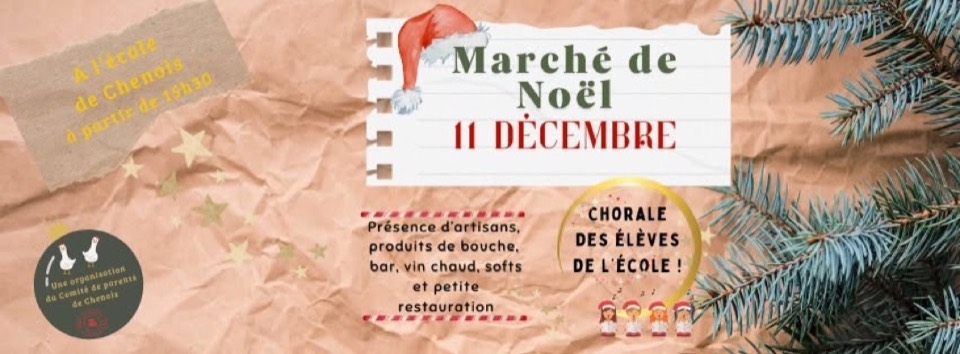 A l'école
de Chenois
à partir de 15h30
Marché de
Noël
11 DÉCEMBRE
Présence d'artisans,
produits de bouche,
bar, vin chaud, softs
et petite
restauration
CHORALE
DES ÉLÈVES
DE L'ÉCOLE !
Une organisation
du Comité de parents
de Chenois